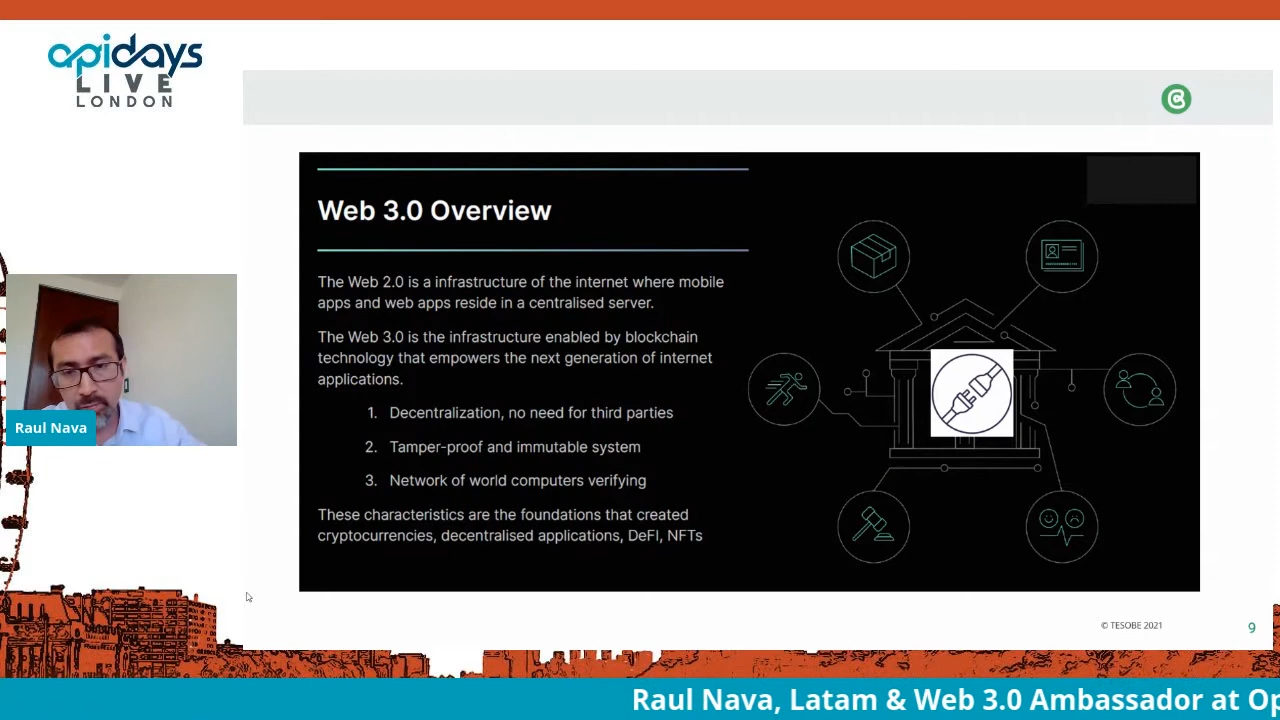 apidays
LIVE
LONDON
Web 3.0 Overview
The Web 2.0 is a infrastructure of the internet where mobile
apps and web apps reside in a centralised server.
The Web 3.0 is the infrastructure enabled by blockchain
technology that empowers the next generation of internet
applications.
1. Decentralization, no need for third parties
2. Tamper-proof and immutable system
3. Network of world computers verifying
These characteristics are the foundations that created
cryptocurrencies, decentralised applications, DeFI, NFTs
Raul Nava
© TESOBE 2021
9
Raul Nava, Latam & Web 3.0 Ambassador at Op